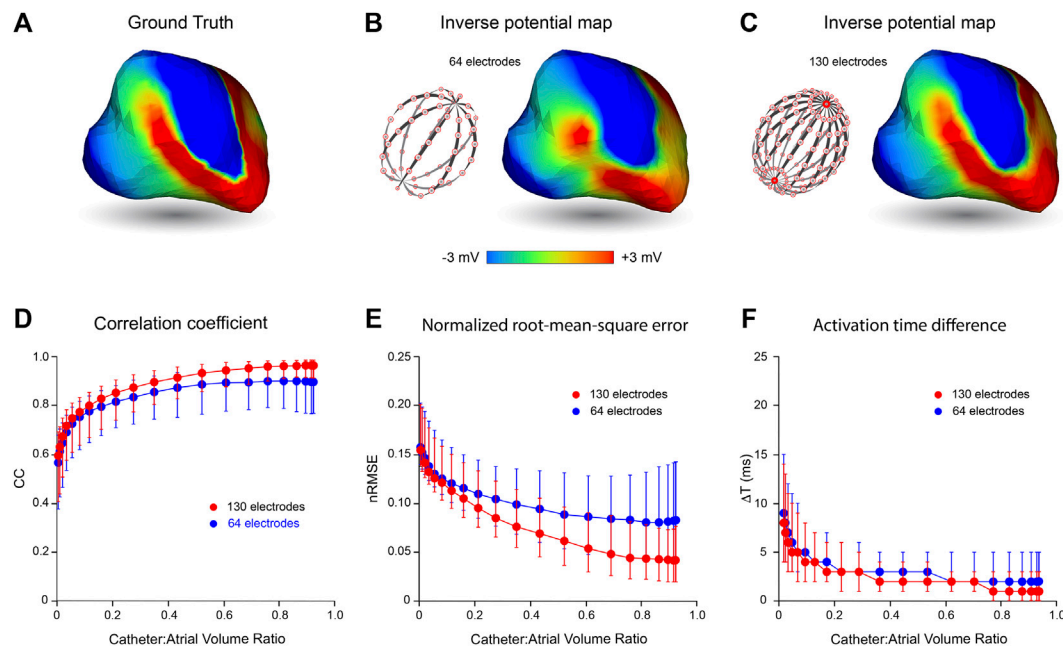 A
Ground Truth
B
Inverse potential map
64 electrodes
C
Inverse potential map
130 electrodes
-3 mV
+3 mV
D
Correlation coefficient
CC
1.0
0.8
0.6
0.4
0.2
0
130 electrodes
64 electrodes
0
0.2
0.4
0.6
0.8
1.0
Catheter:Atrial Volume Ratio
E
Normalized root-mean-square error
nRMSE
0.25
0.20
0.15
0.10
0.05
0
130 electrodes
64 electrodes
0
0.2
0.4
0.6
0.8
1.0
Catheter:Atrial Volume Ratio
F
Activation time difference
ΔT (ms)
25
20
15
10
5
0
130 electrodes
64 electrodes
0
0.2
0.4
0.6
0.8
1.0
Catheter:Atrial Volume Ratio